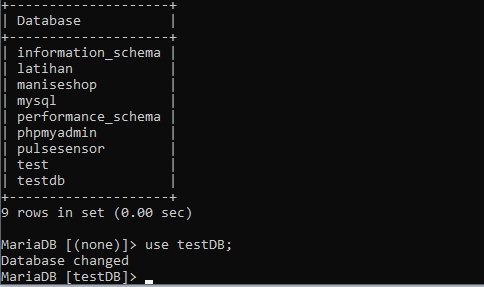 +--------------------+
| Database           |
+--------------------+
| information_schema |
| latihan            |
| maniseshop         |
| mysql              |
| performance_schema |
| phpmyadmin         |
| pulsesensor        |
| test               |
| testdb             |
+--------------------+
9 rows in set (0.00 sec)
MariaDB [(none)]> use testDB;
Database changed
MariaDB [testDB]>